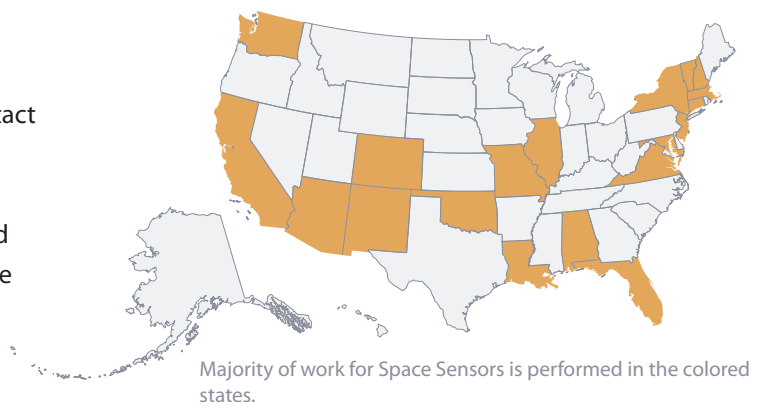 tact
d
e
Majority of work for Space Sensors is performed in the colored
states.